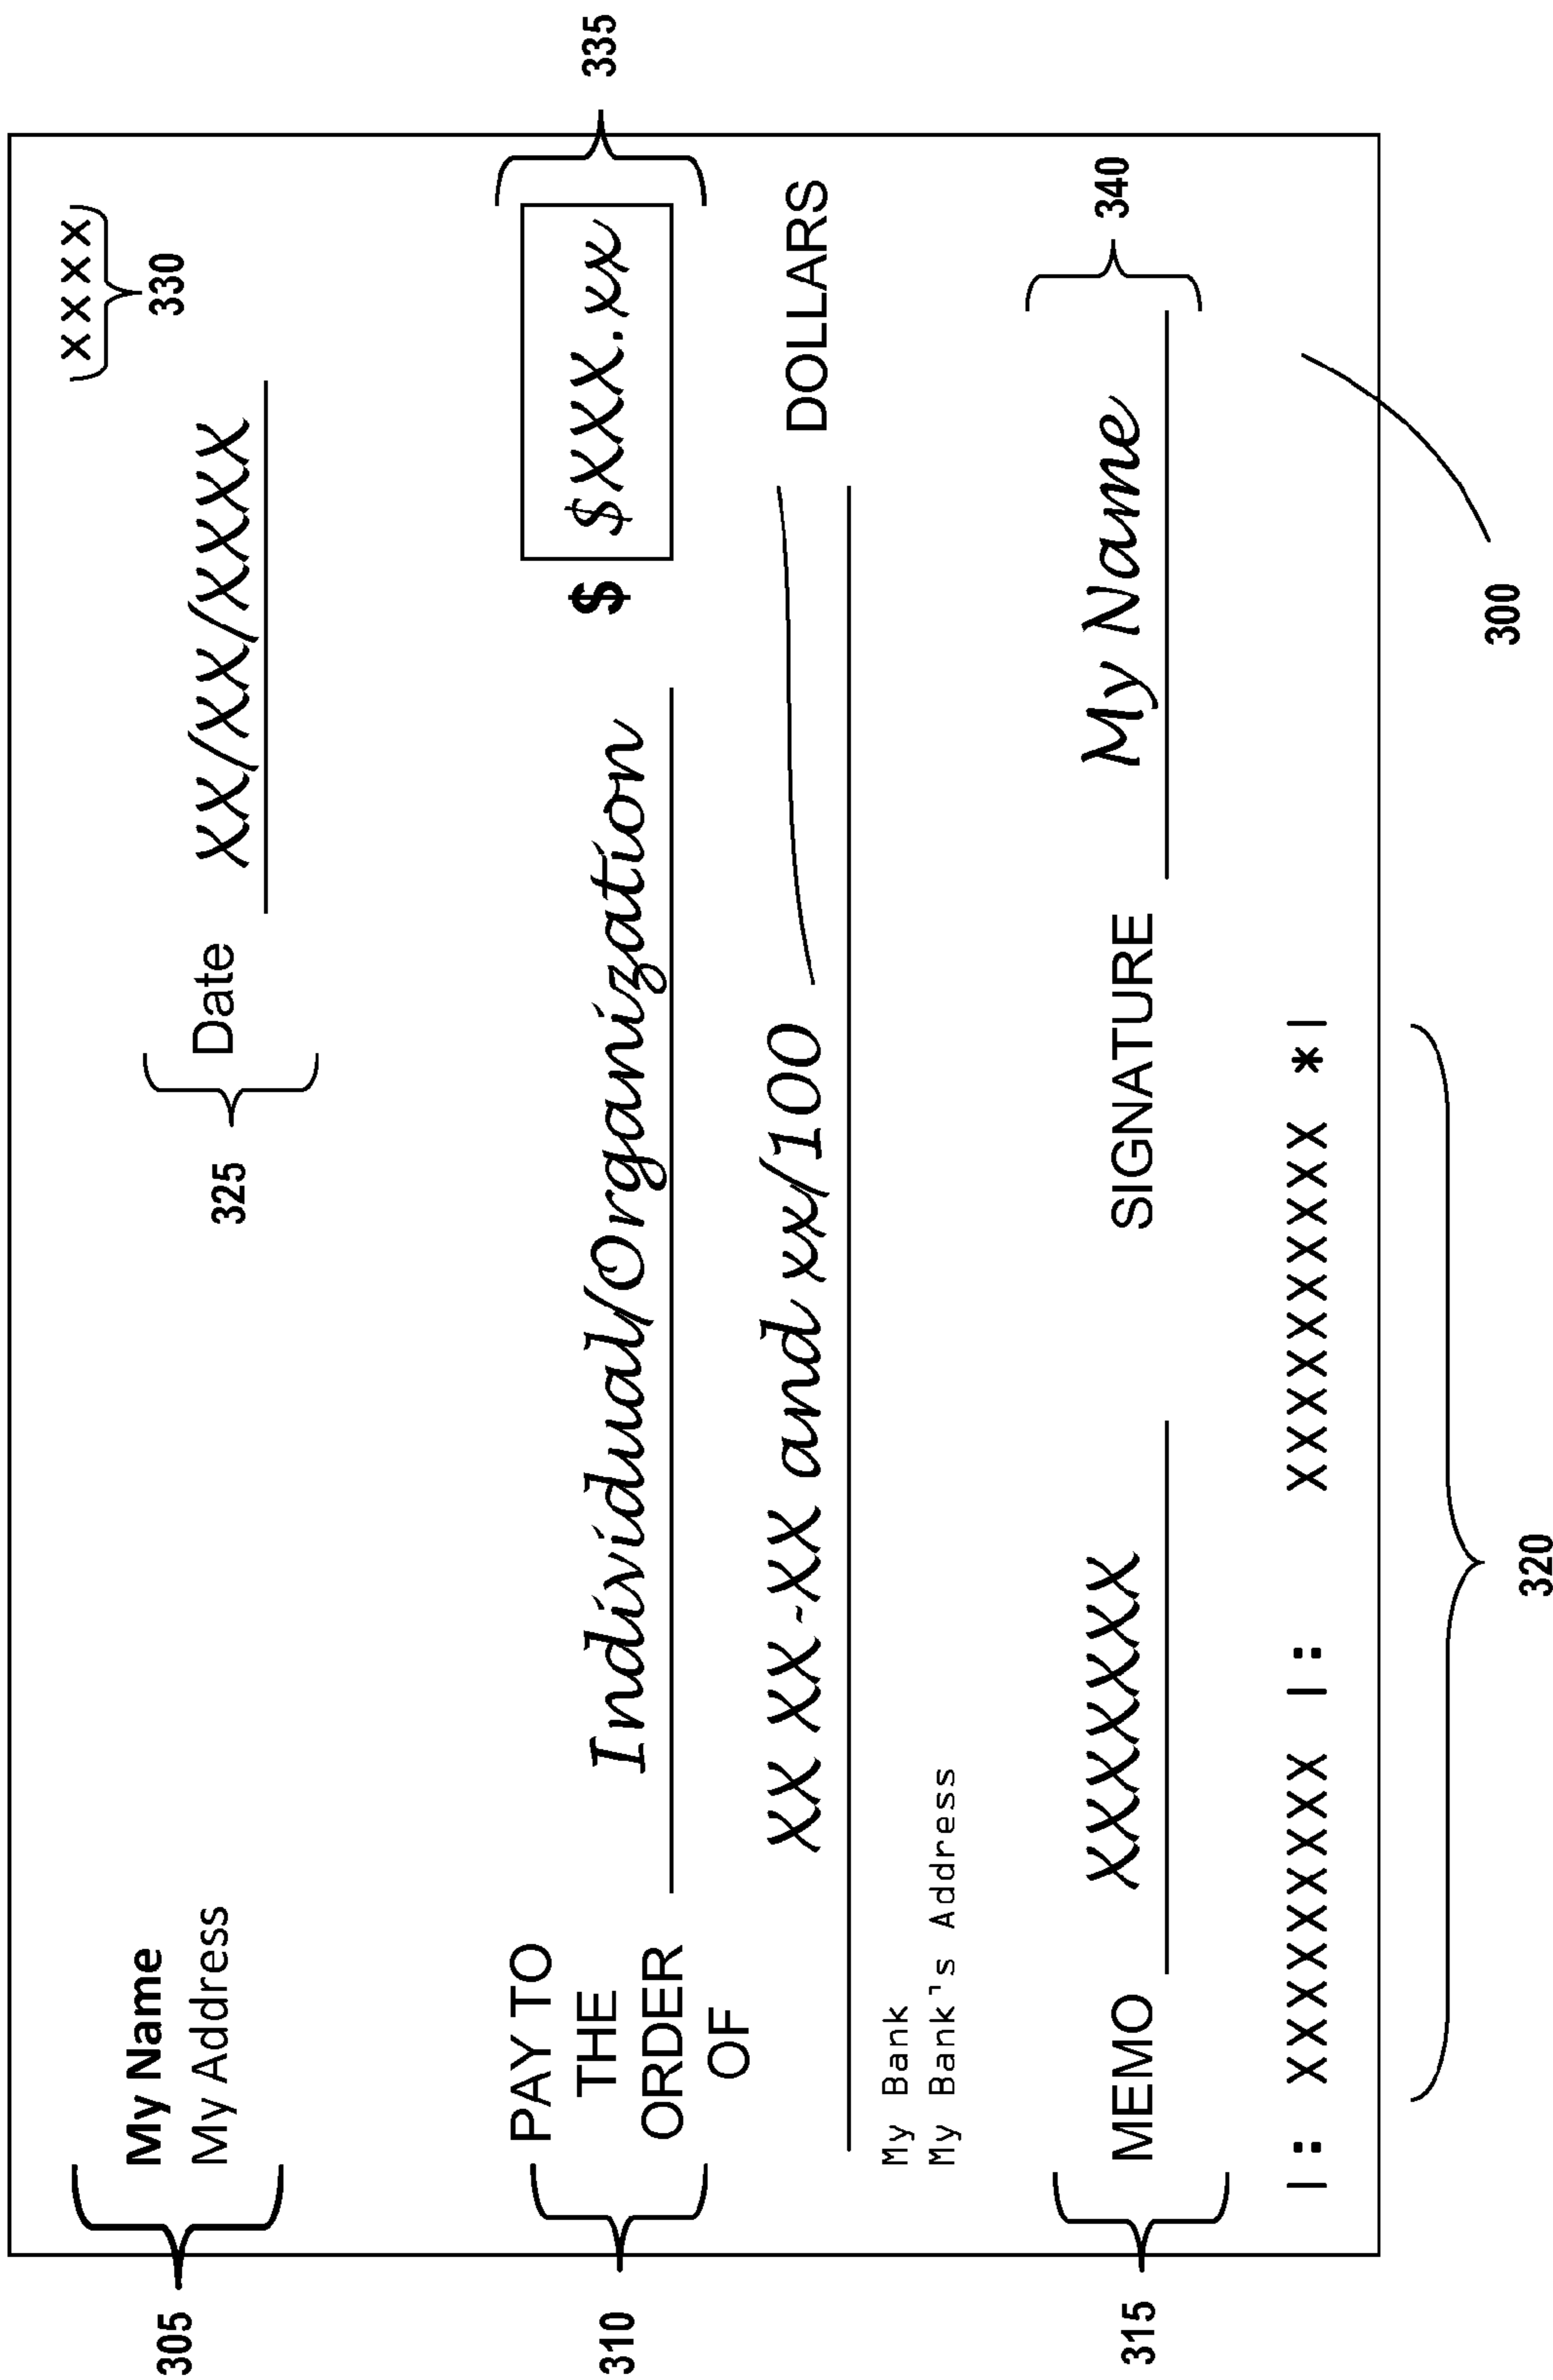 XXXX
330
My Name
My Address
305
325
Date xx/xx/xxxx
310
PAY TO
THE
ORDER
OF
Individual/Organization
$ $xxx.xx
335
xx xx-xx and xx/100 DOLLARS
My Bank
My Bank's Address
315
MEMO xxxxxxx
SIGNATURE My Name
340
|: XXXXXXXXX |: XXXXXXXXXX *|
300
320